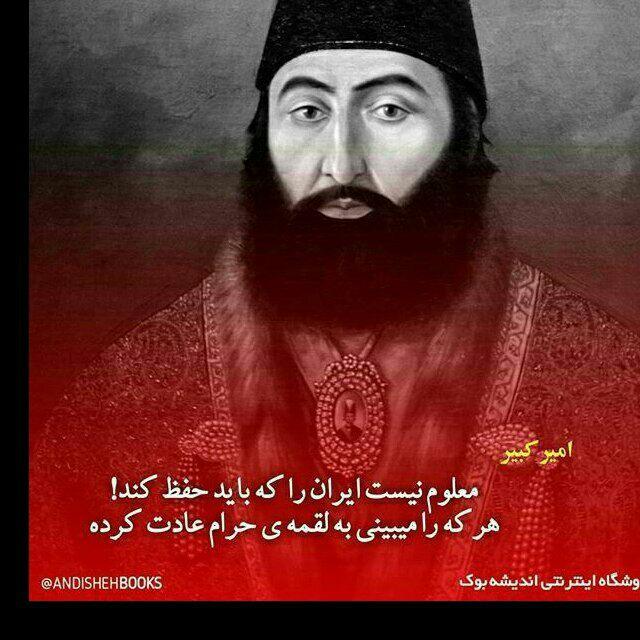 امیر کبیر
معلوم نیست ایران را که باید حفظ کند!
هر که را میبینی به لقمه ی حرام عادت کرده
@ANDISHEHBOOKS
اینترنتی اندیشه بوک